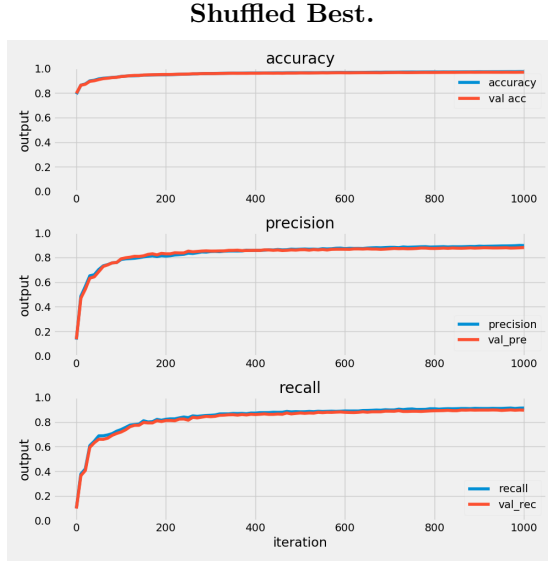 Shuffled Best.
accuracy
1.0
0.8
0.6
0.4
0.2
0.0
output
accuracy
val acc
0 200 400 600 800 1000
precision
1.0
0.8
0.6
0.4
0.2
0.0
output
precision
val_pre
0 200 400 600 800 1000
recall
1.0
0.8
0.6
0.4
0.2
0.0
output
recall
val_rec
0 200 400 600 800 1000
iteration